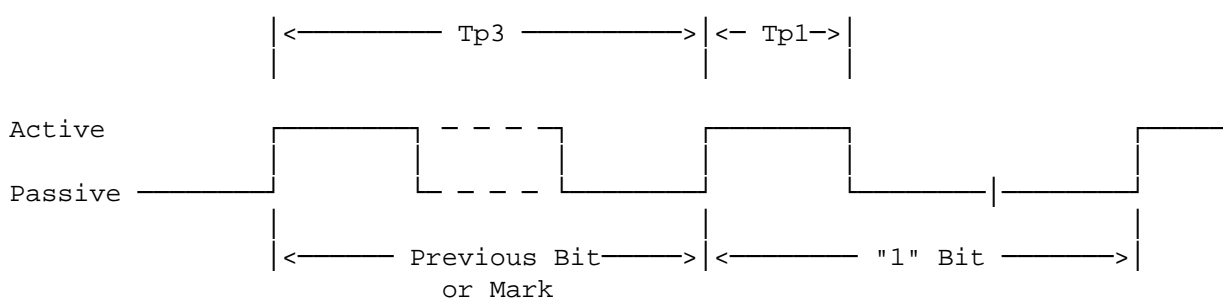 Tp3 Tp1
Active
Passive
Previous Bit "1" Bit
or Mark